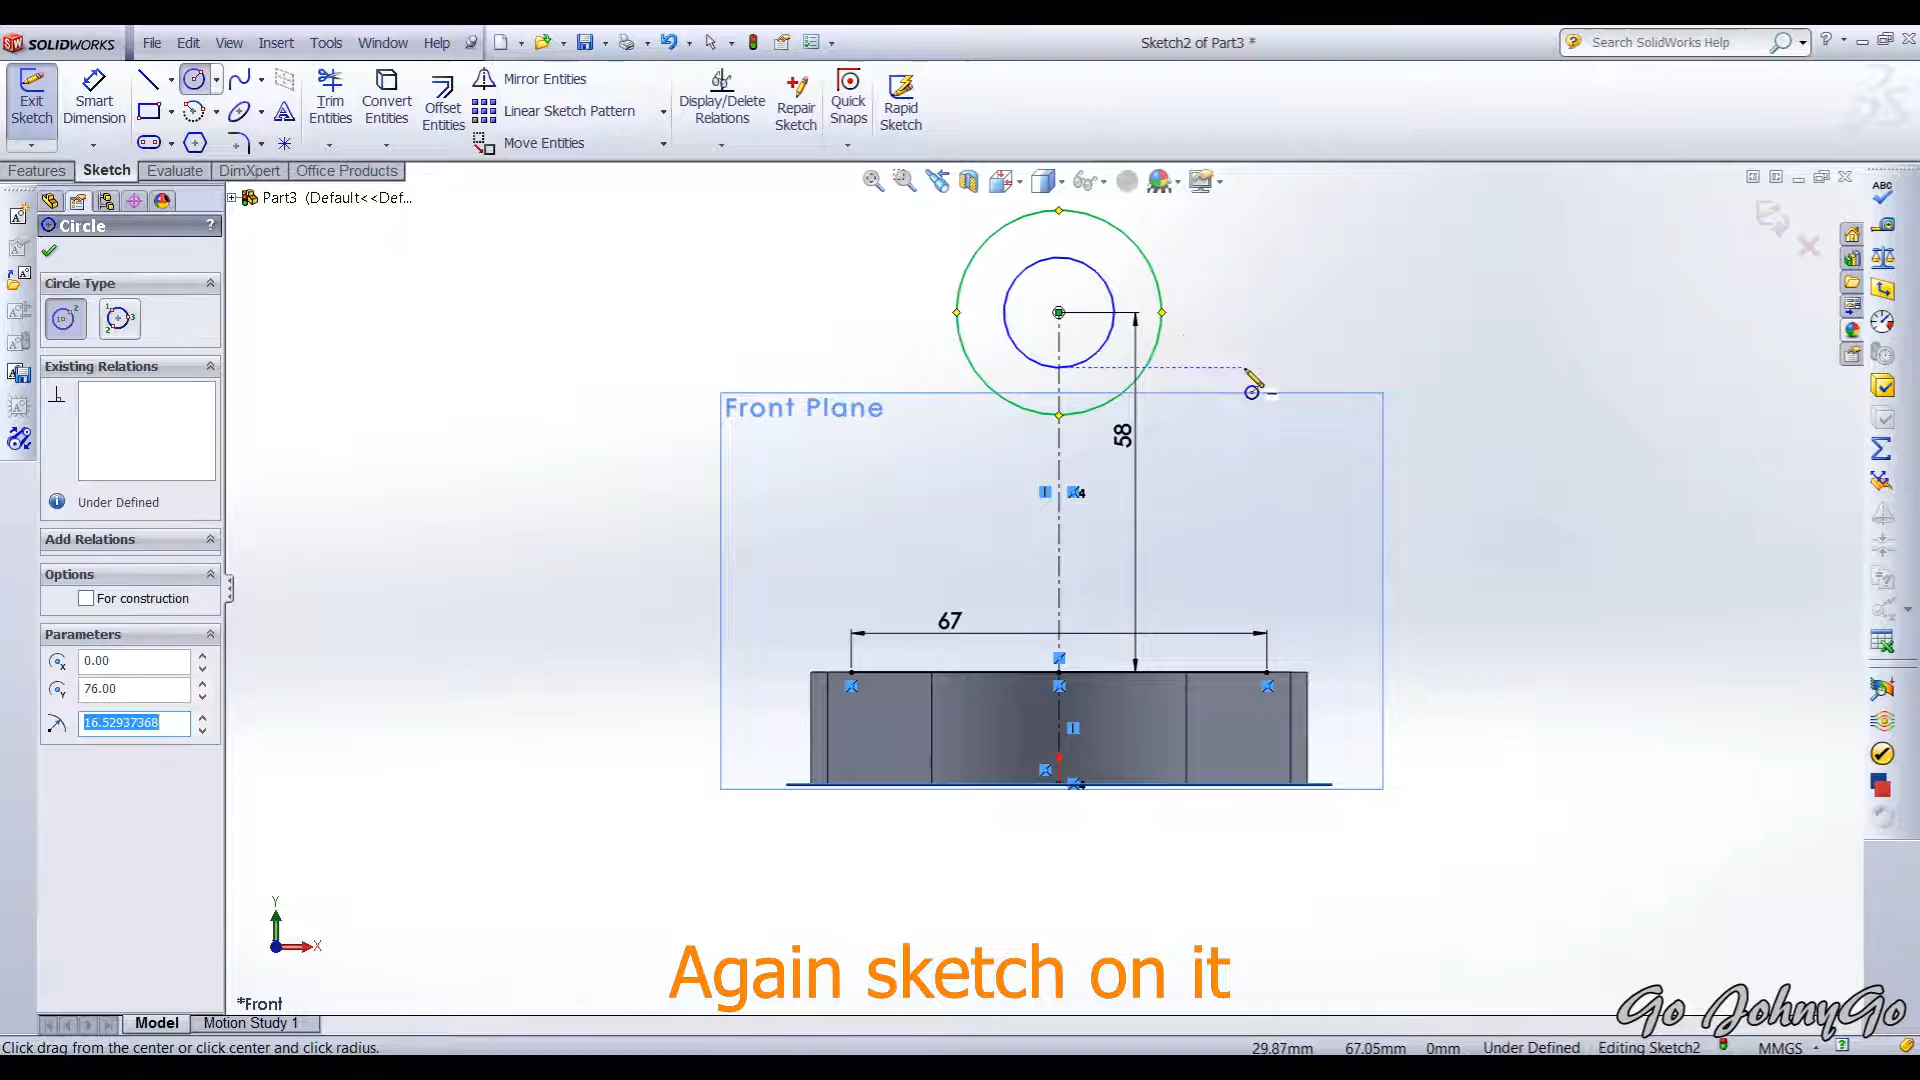 SOLIDWORKS
File Edit View Insert Tools Window Help
Sketch2 of Part3 *
Search SolidWorks Help
Exit Sketch
Smart Dimension
Trim Entities
Convert Entities
Offset Entities
Mirror Entities
Linear Sketch Pattern
Move Entities
Display/Delete Relations
Repair Sketch
Quick Snaps
Rapid Sketch
Features Sketch Evaluate DimXpert Office Products
Part3 (Default<<Def...
Circle ?
Circle Type
Existing Relations
Under Defined
Add Relations
Options
For construction
Parameters
0.00
76.00
16.52937368
Front Plane
58
67
4
Y
X
*Front
Again sketch on it
Go JohnyGo
Model Motion Study 1
Click drag from the center or click center and click radius.
29.87mm 67.05mm 0mm Under Defined Editing Sketch2 MMGS
ABC